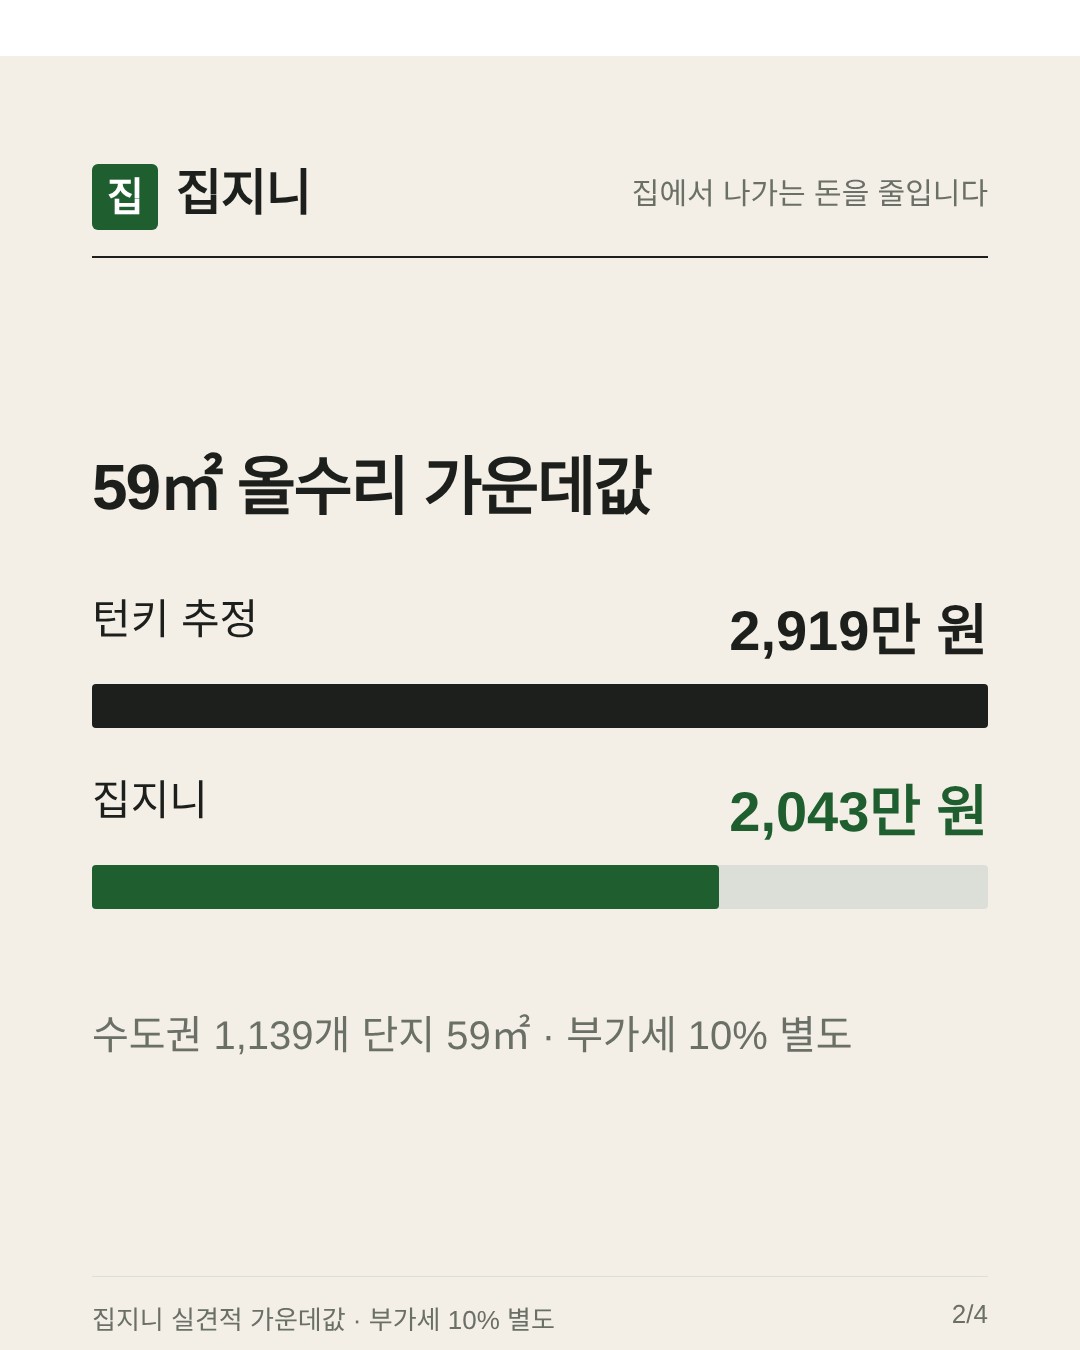 집 집지니
집에서 나가는 돈을 줄입니다
59㎡ 올수리 가운데값
턴키 추정
2,919만 원
집지니
2,043만 원
수도권 1,139개 단지 59㎡ · 부가세 10% 별도
집지니 실견적 가운데값 · 부가세 10% 별도
2/4